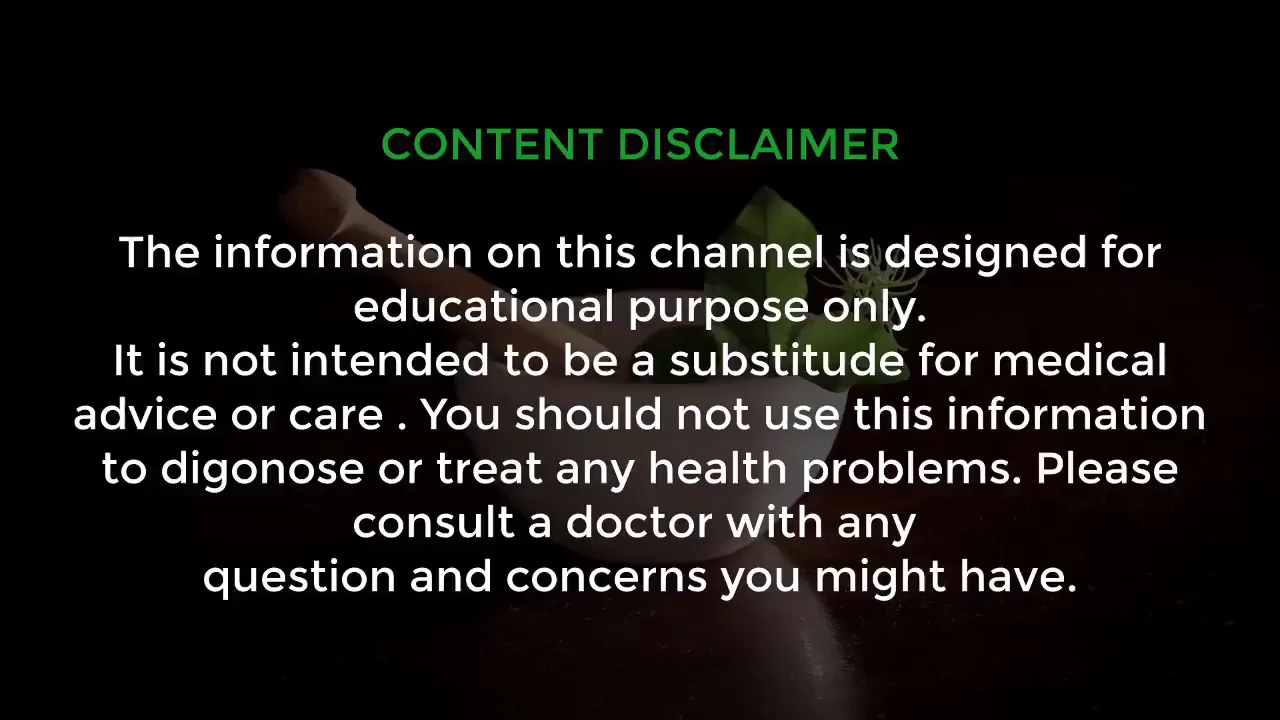 CONTENT DISCLAIMER
The information on this channel is designed for
educational purpose only.
It is not intended to be a substitude for medical
advice or care . You should not use this information
to digonose or treat any health problems. Please
consult a doctor with any
question and concerns you might have.